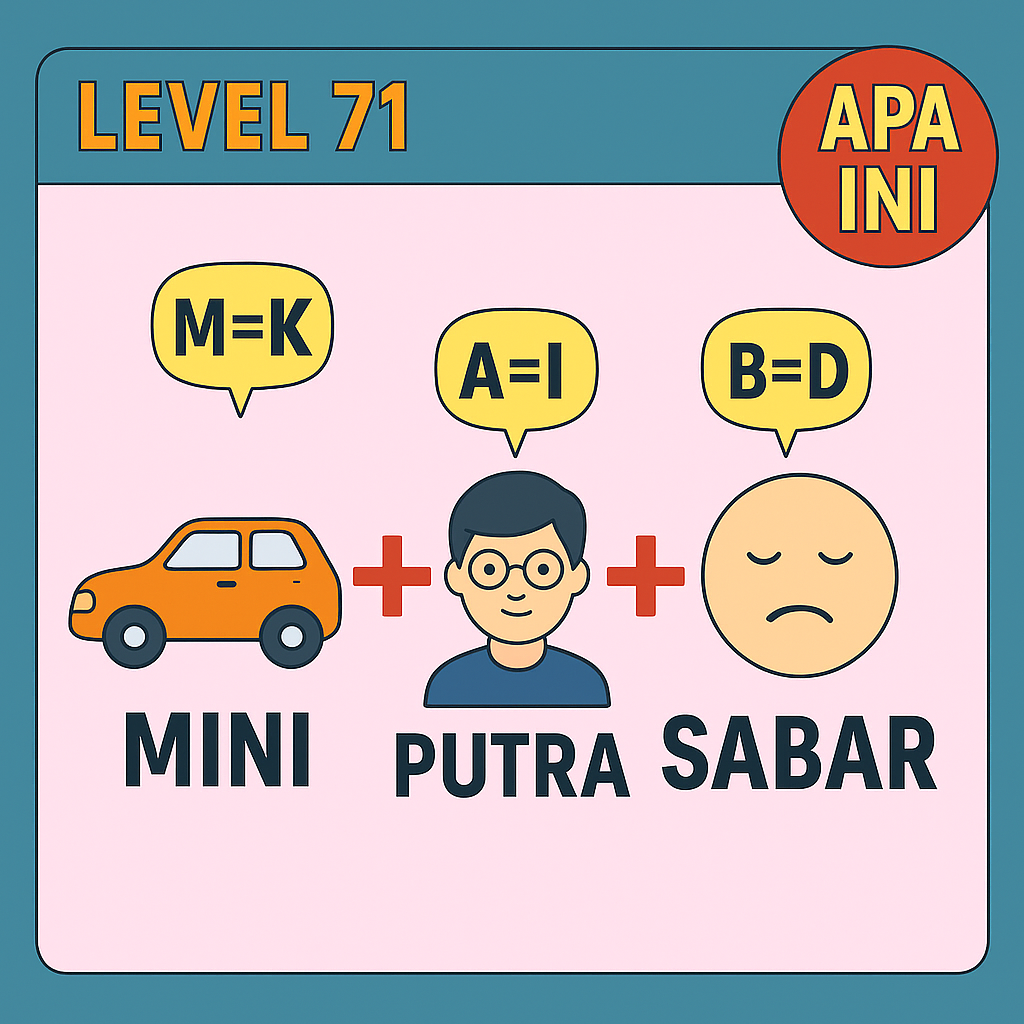 LEVEL 71
APA
INI
M=K
A=I
B=D
MINI
PUTRA
SABAR